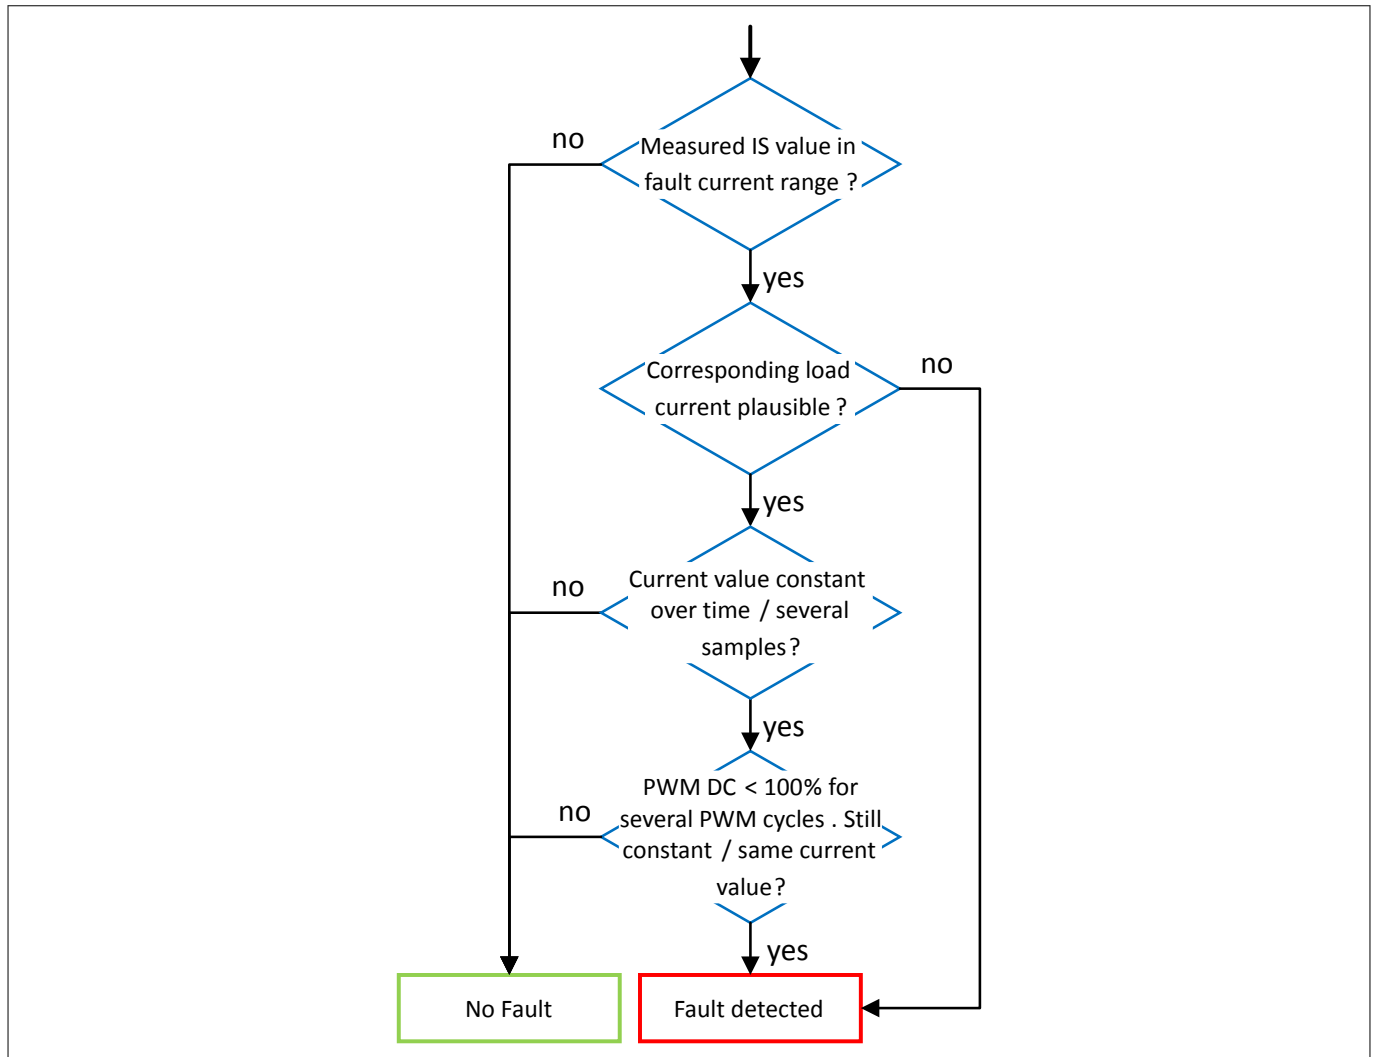 no
Measured IS value in
fault current range ?
yes
no
Corresponding load
current plausible ?
yes
no
Current value constant
over time / several
samples?
yes
no
PWM DC < 100% for
several PWM cycles . Still
constant / same current
value?
yes
No Fault
Fault detected